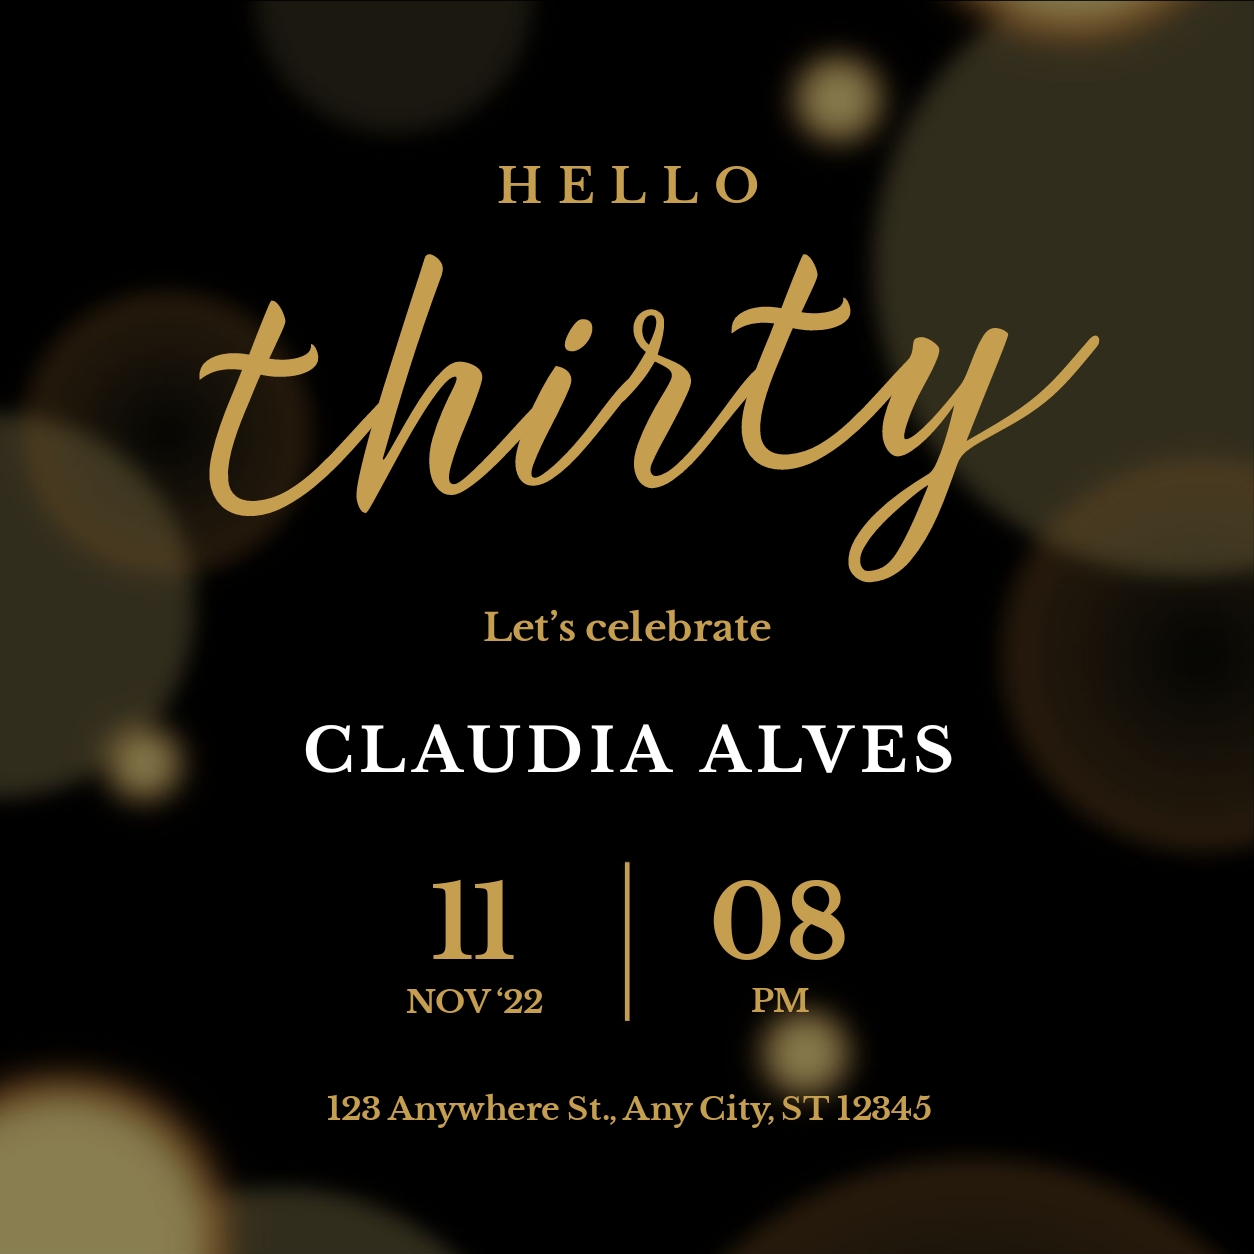 HELLO
thirty
Let’s celebrate
CLAUDIA ALVES
11
NOV ‘22
08
PM
123 Anywhere St., Any City, ST 12345